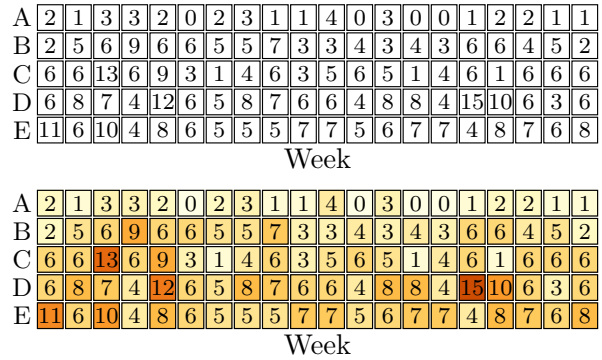 A 2 1 3 3 2 0 2 3 1 1 4 0 3 0 0 1 2 2 1 1
B 2 5 6 9 6 6 5 5 7 3 3 4 3 4 3 6 6 4 5 2
C 6 6 13 6 9 3 1 4 6 3 5 6 5 1 4 6 1 6 6 6
D 6 8 7 4 12 6 5 8 7 6 6 4 8 8 4 15 10 6 3 6
E 11 6 10 4 8 6 5 5 5 7 7 5 6 7 7 4 8 7 6 8
Week
A 2 1 3 3 2 0 2 3 1 1 4 0 3 0 0 1 2 2 1 1
B 2 5 6 9 6 6 5 5 7 3 3 4 3 4 3 6 6 4 5 2
C 6 6 13 6 9 3 1 4 6 3 5 6 5 1 4 6 1 6 6 6
D 6 8 7 4 12 6 5 8 7 6 6 4 8 8 4 15 10 6 3 6
E 11 6 10 4 8 6 5 5 5 7 7 5 6 7 7 4 8 7 6 8
Week